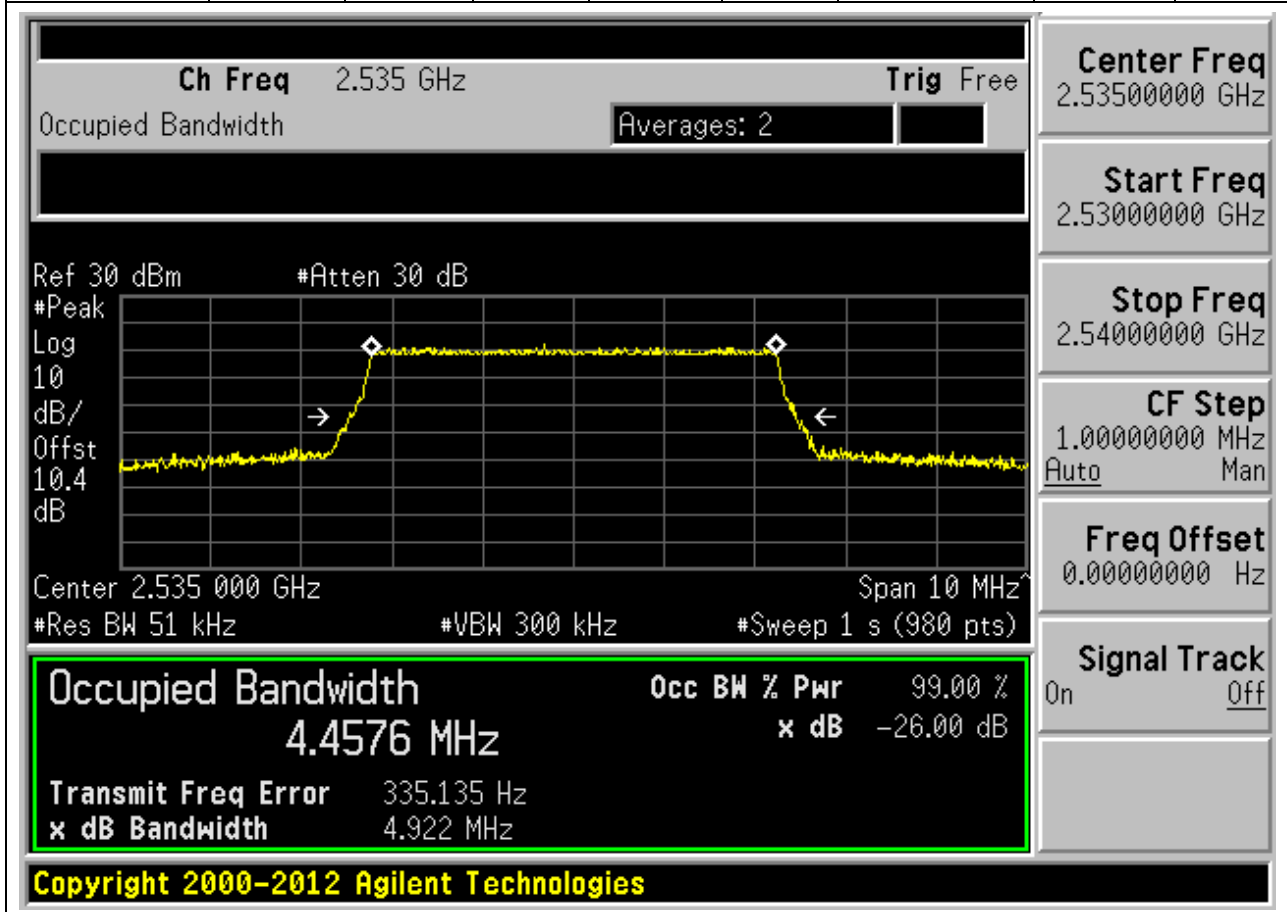 Ch Freq 2.535 GHz Trig Free
Occupied Bandwidth Averages: 2
Ref 30 dBm #Atten 30 dB
#Peak
Log
10
dB/
Offst
10.4
dB
Center 2.535 000 GHz Span 10 MHz^
#Res BW 51 kHz #VBW 300 kHz #Sweep 1 s (980 pts)
Occupied Bandwidth Occ BW % Pwr 99.00 %
4.4576 MHz x dB -26.00 dB
Transmit Freq Error 335.135 Hz
x dB Bandwidth 4.922 MHz
Copyright 2000-2012 Agilent Technologies
Center Freq
2.53500000 GHz
Start Freq
2.53000000 GHz
Stop Freq
2.54000000 GHz
CF Step
1.00000000 MHz
Auto Man
Freq Offset
0.00000000 Hz
Signal Track
On Off